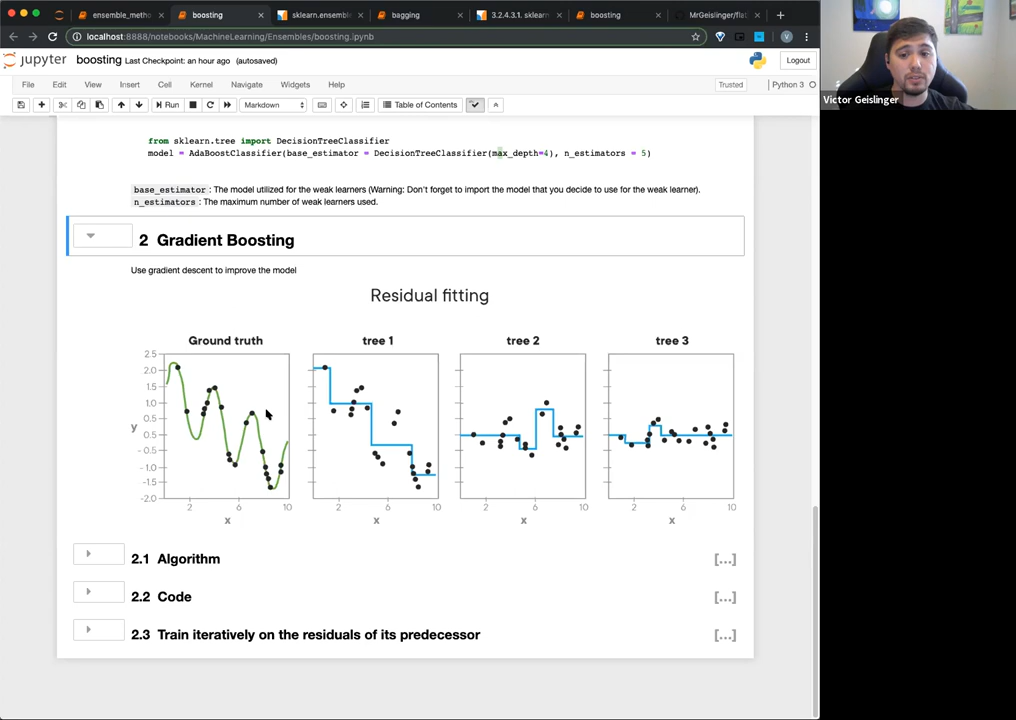 ensemble_metho
boosting
sklearn.ensemble
bagging
3.2.4.3.1. sklearn
boosting
MrGeislinger/flat
localhost:8888/notebooks/MachineLearning/Ensembles/boosting.ipynb
jupyter boosting Last Checkpoint: an hour ago (autosaved)
Logout
Victor Geislinger
File Edit View Insert Cell Kernel Navigate Widgets Help
Trusted
Python 3
Run
Markdown
Table of Contents
from sklearn.tree import DecisionTreeClassifier
model = AdaBoostClassifier(base_estimator = DecisionTreeClassifier(max_depth=4), n_estimators = 5)
base_estimator : The model utilized for the weak learners (Warning: Don't forget to import the model that you decide to use for the weak learner).
n_estimators : The maximum number of weak learners used.
2 Gradient Boosting
Use gradient descent to improve the model
Residual fitting
Ground truth
tree 1
tree 2
tree 3
2.5
2.0
1.5
1.0
0.5
y
0.5
- 0.5
-1.0
-1.5
-2.0
2 6 10
2 6 10
2 6 10
2 6 10
x
x
x
x
2.1 Algorithm
[...]
2.2 Code
[...]
2.3 Train iteratively on the residuals of its predecessor
[...]